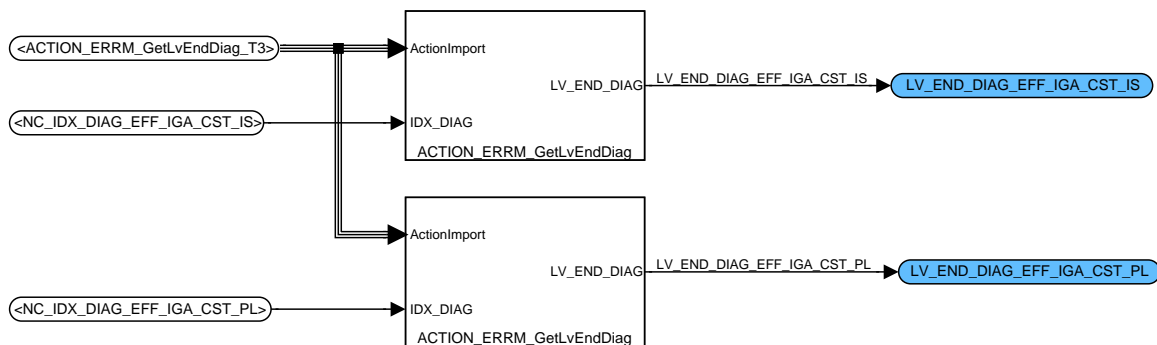 <ACTION_ERRM_GetLvEndDiag_T3>
ActionImport
LV_END_DIAG
LV_END_DIAG_EFF_IGA_CST_IS
LV_END_DIAG_EFF_IGA_CST_IS
<NC_IDX_DIAG_EFF_IGA_CST_IS>
IDX_DIAG
ACTION_ERRM_GetLvEndDiag
ActionImport
LV_END_DIAG
LV_END_DIAG_EFF_IGA_CST_PL
LV_END_DIAG_EFF_IGA_CST_PL
<NC_IDX_DIAG_EFF_IGA_CST_PL>
IDX_DIAG
ACTION_ERRM_GetLvEndDiag